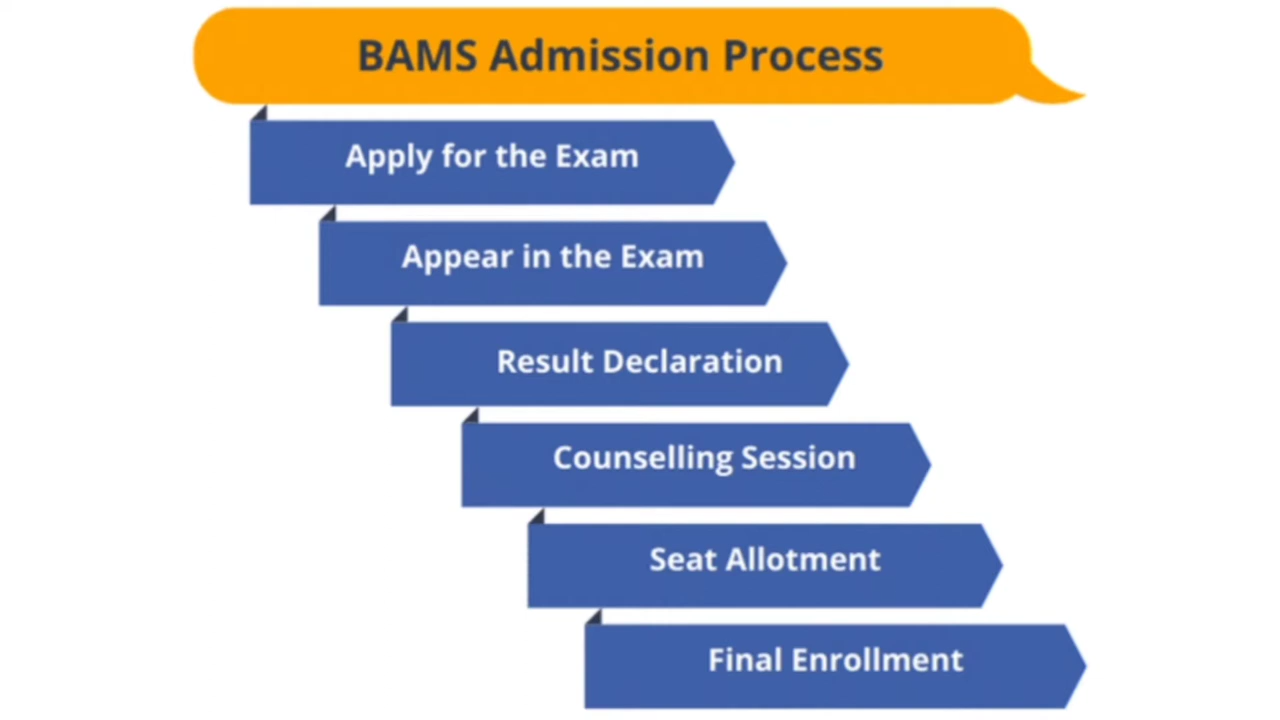 BAMS Admission Process
Apply for the Exam
Appear in the Exam
Result Declaration
Counselling Session
Seat Allotment
Final Enrollment